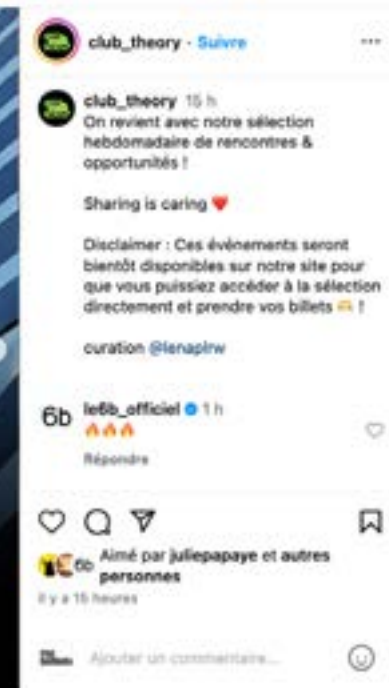 club_theory · Suivre
club_theory 15 h
On revient avec notre sélection
hebdomadaire de rencontres &
opportunités !
Sharing is caring ❤️
Disclaimer : Ces événements seront
bientôt disponibles sur notre site pour
que vous puissiez accéder à la sélection
directement et prendre vos billets 🫶 !
curation @lenaplrw
6b le6b_officiel 1 h
🔥🔥🔥
Répondre
6b Aimé par juliepapaye et autres
personnes
Il y a 15 heures
Ajouter un commentaire...